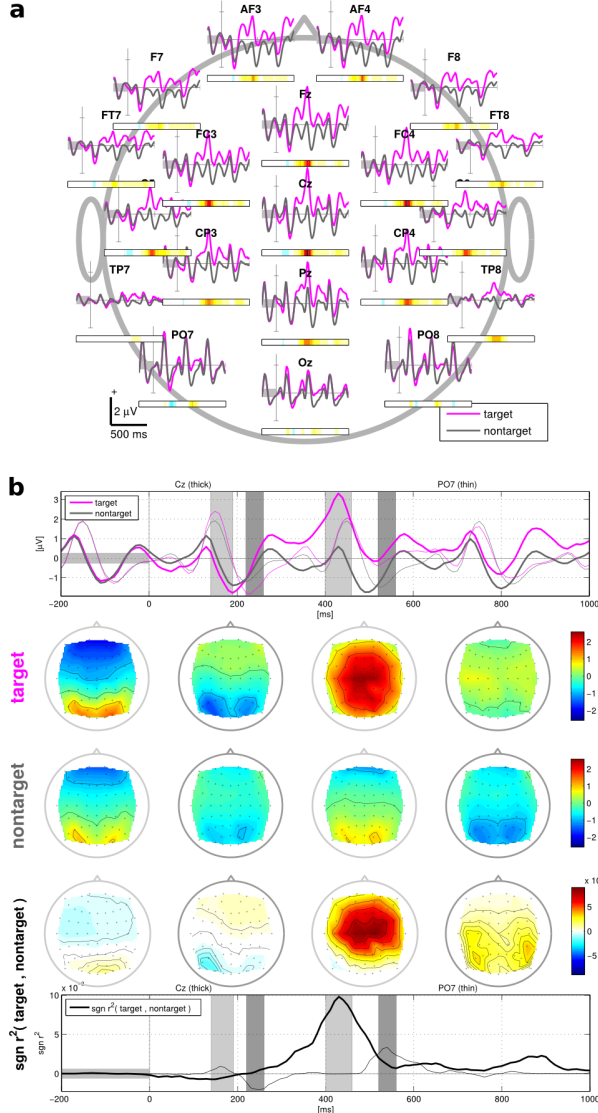 a
AF3 AF4
F7 F8
Fz
FT7 FT8
FC3 FC4
Cz
CP3 CP4
TP7 Pz TP8
PO7 PO8
Oz
+
2 μV
500 ms
target
nontarget
b
Cz (thick) PO7 (thin)
target
nontarget
[μV]
3
2
1
0
-1
-200 0 200 400 600 800 1000
[ms]
target
2
1
0
-1
-2
nontarget
2
1
0
-1
-2
sgn r²( target , nontarget )
x 10
5
0
-5
Cz (thick) PO7 (thin)
sgn r²( target , nontarget )
sgn r²
10
5
0
-200 0 200 400 600 800 1000
[ms]